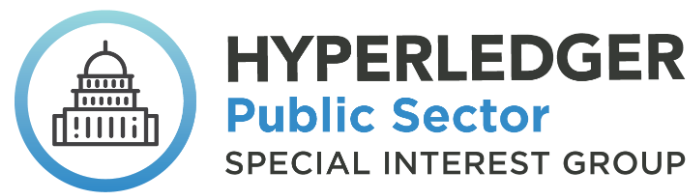 HYPERLEDGER
Public Sector
SPECIAL INTEREST GROUP